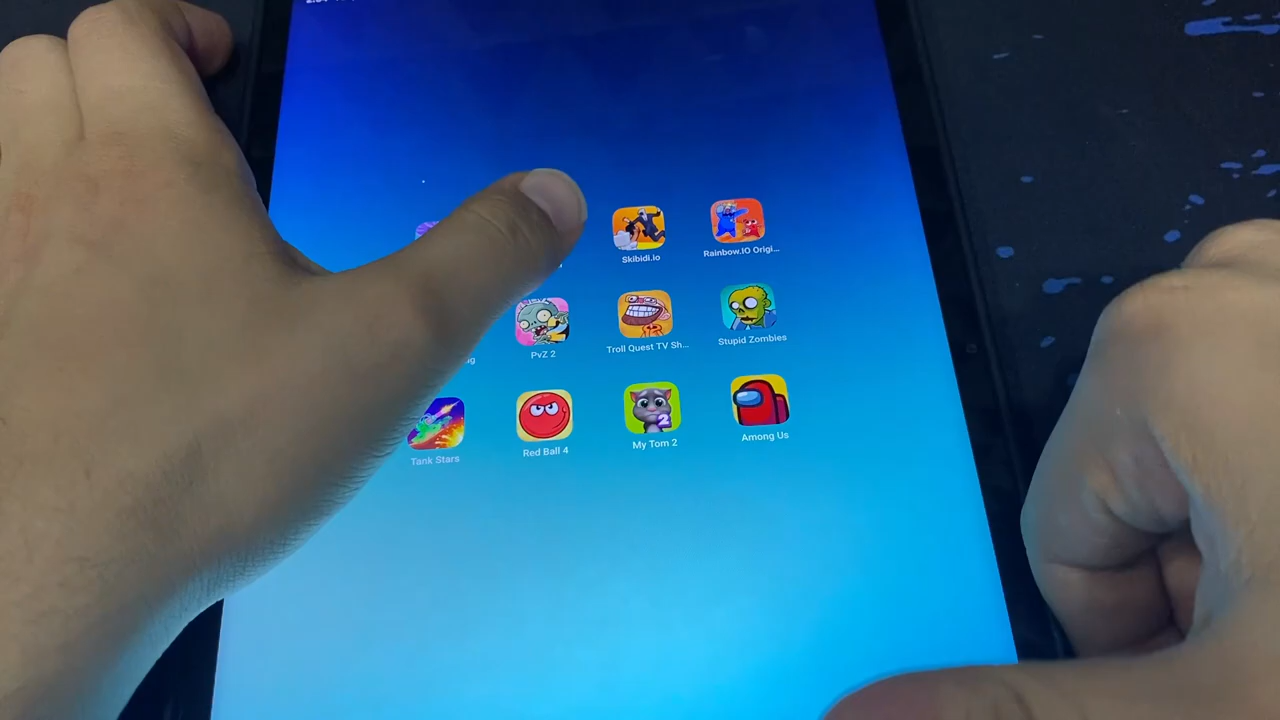 Skibidi.io
Rainbow.IO Origi...
PvZ 2
Troll Quest TV Sh...
Stupid Zombies
Tank Stars
Red Ball 4
My Tom 2
2
Among Us